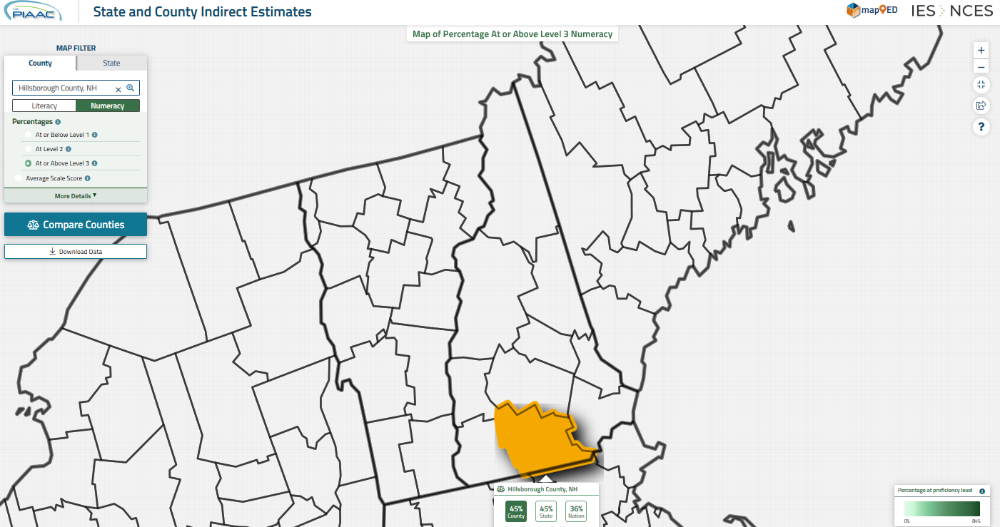 PIAAC
State and County Indirect Estimates
mapED
IES NCES
Map of Percentage At or Above Level 3 Numeracy
MAP FILTER
County
State
Hillsborough County, NH
Literacy
Numeracy
Percentages
At or Below Level 1
At Level 2
At or Above Level 3
Average Scale Score
More Details
Compare Counties
Download Data
+
−
?
Hillsborough County, NH
45% 45% 36%
County State Nation
Percentage at proficiency level
0% 84%